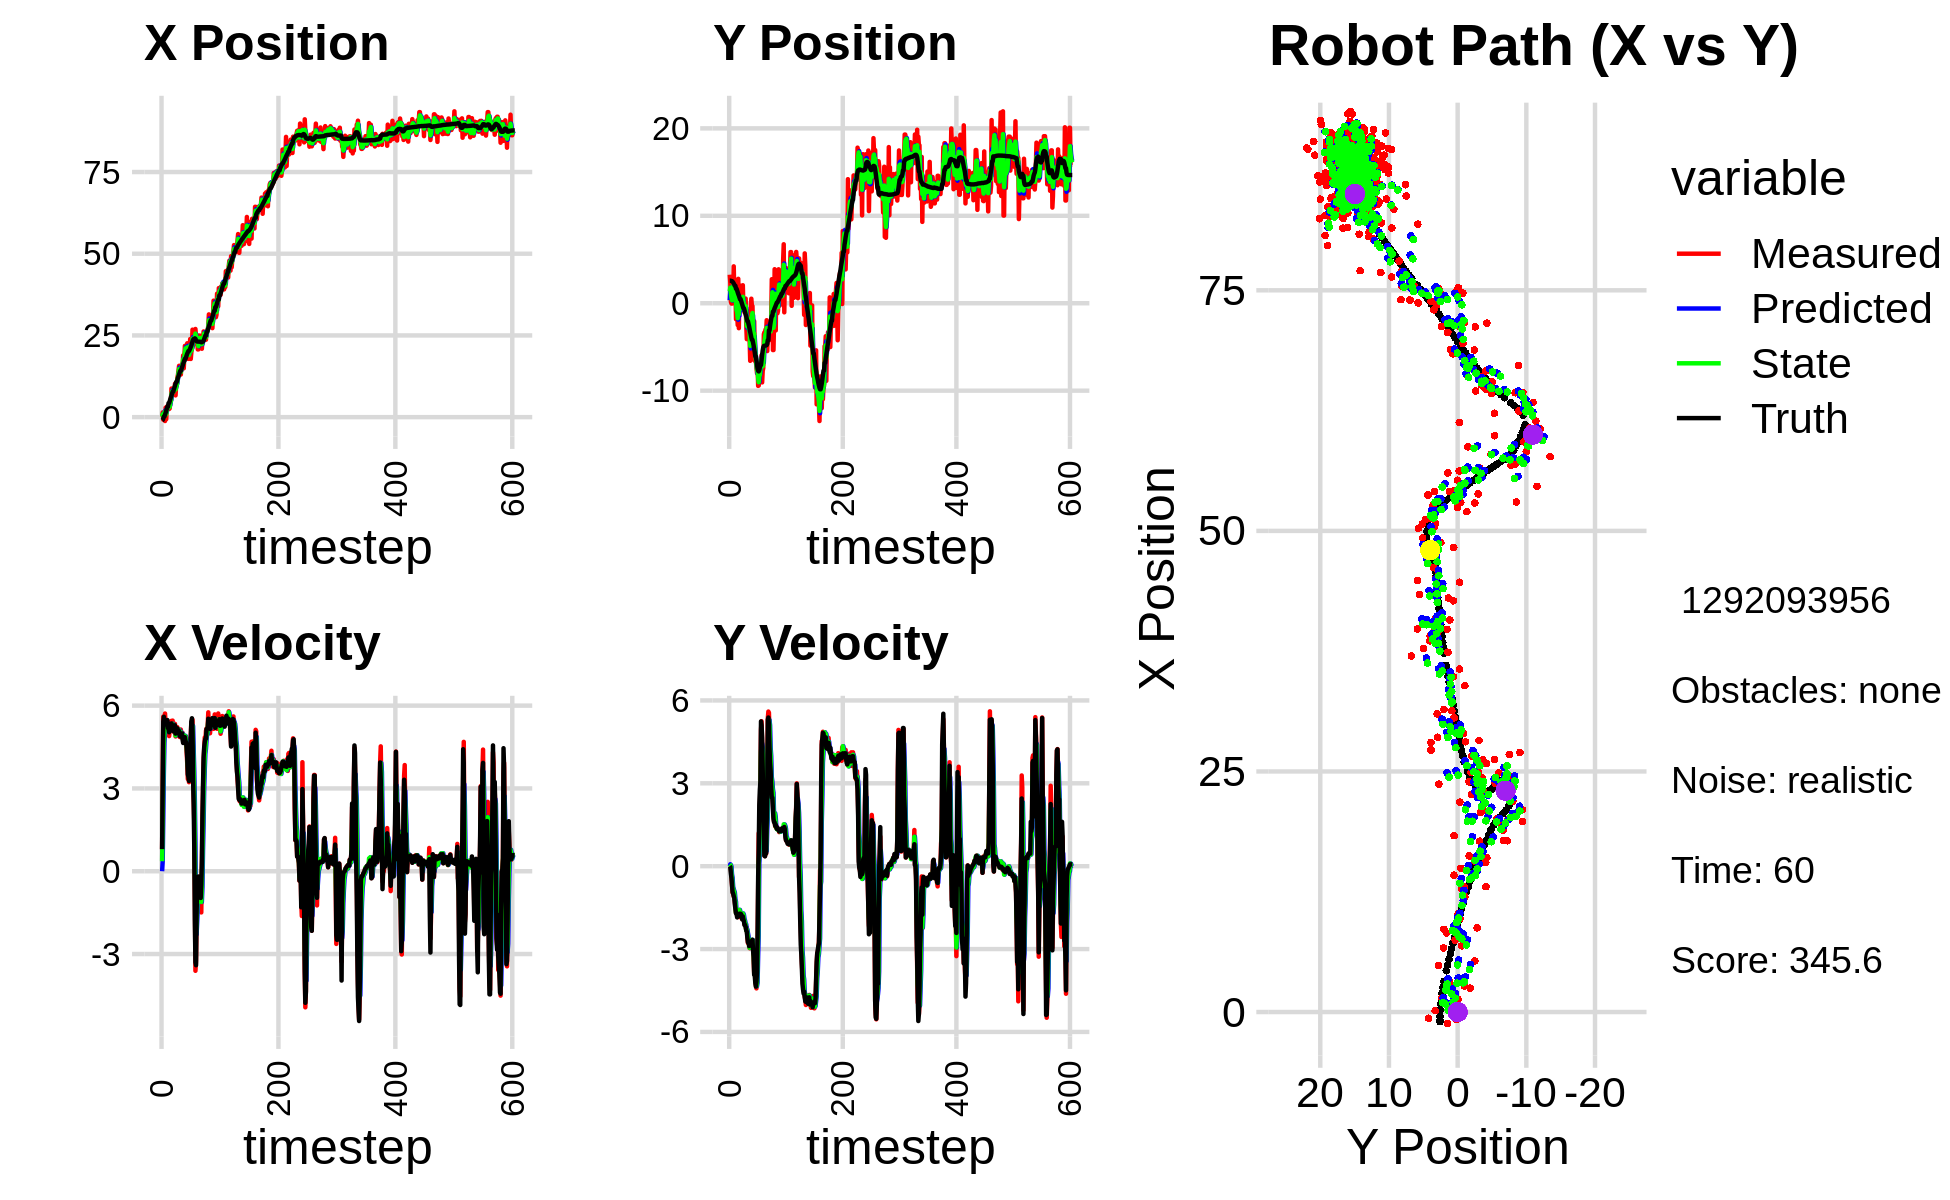 X Position
75
50
25
0
0
200
400
600
timestep
Y Position
20
10
0
-10
0
200
400
600
timestep
X Velocity
6
3
0
-3
0
200
400
600
timestep
Y Velocity
6
3
0
-3
-6
0
200
400
600
timestep
Robot Path (X vs Y)
X Position
75
50
25
0
20 10 0 -10 -20
Y Position
variable
Measured
Predicted
State
Truth
1292093956
Obstacles: none
Noise: realistic
Time: 60
Score: 345.6